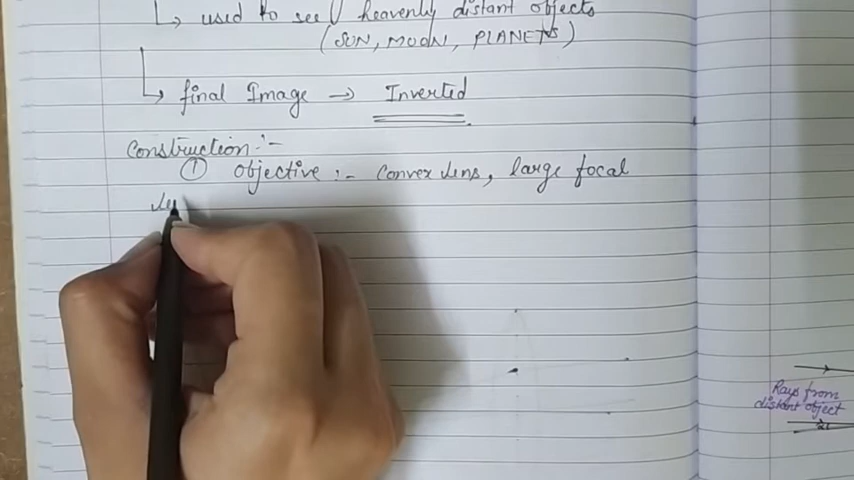 ↳ used to see heavenly distant objects
(SUN, MOON, PLANETS)
↳ final Image → Inverted
Construction :-
① Objective :- Convex lens, large focal
le
Rays from
distant object